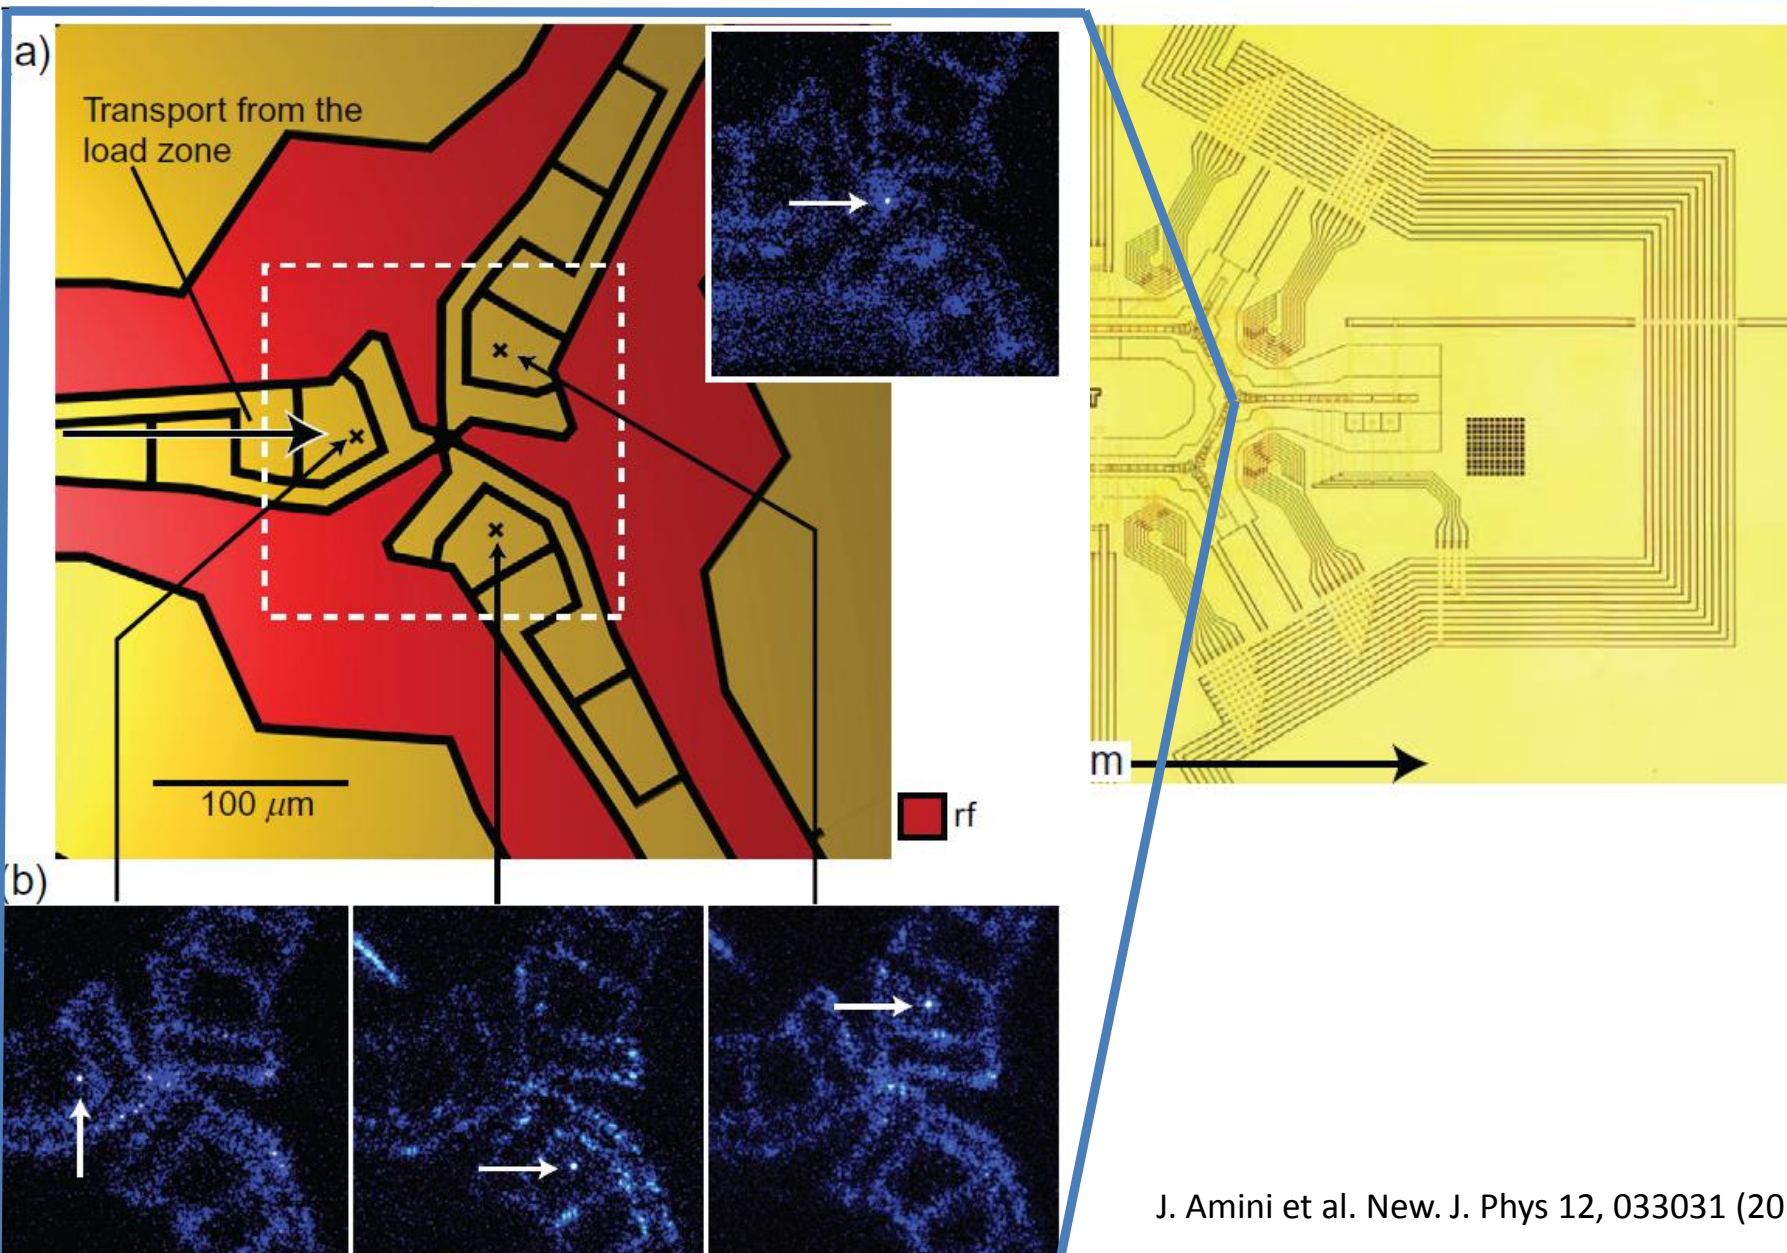 a)
Transport from the
load zone
100 μm
rf
m
(b)
J. Amini et al. New. J. Phys 12, 033031 (20